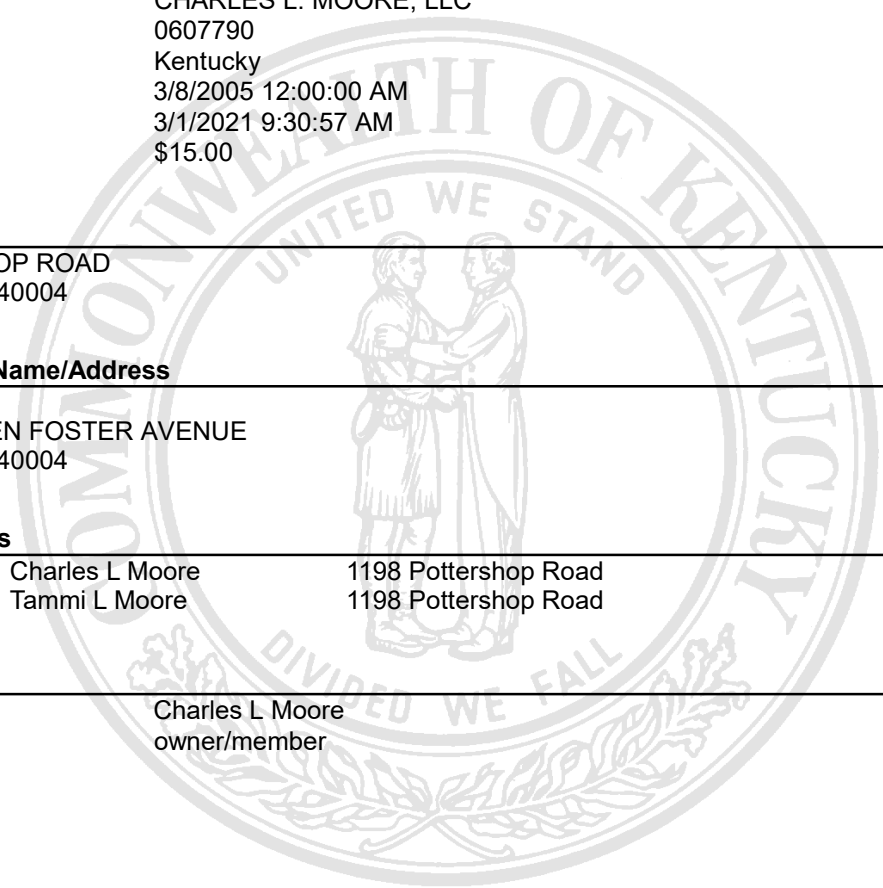 CHARLES L. MOORE, LLC
0607790
Kentucky
3/8/2005 12:00:00 AM
3/1/2021 9:30:57 AM
$15.00
COMMONWEALTH OF KENTUCKY
UNITED WE STAND
OP ROAD
40004
Name/Address
EN FOSTER AVENUE
40004
s
Charles L Moore 1198 Pottershop Road
Tammi L Moore 1198 Pottershop Road
DIVIDED WE FALL
Charles L Moore
owner/member